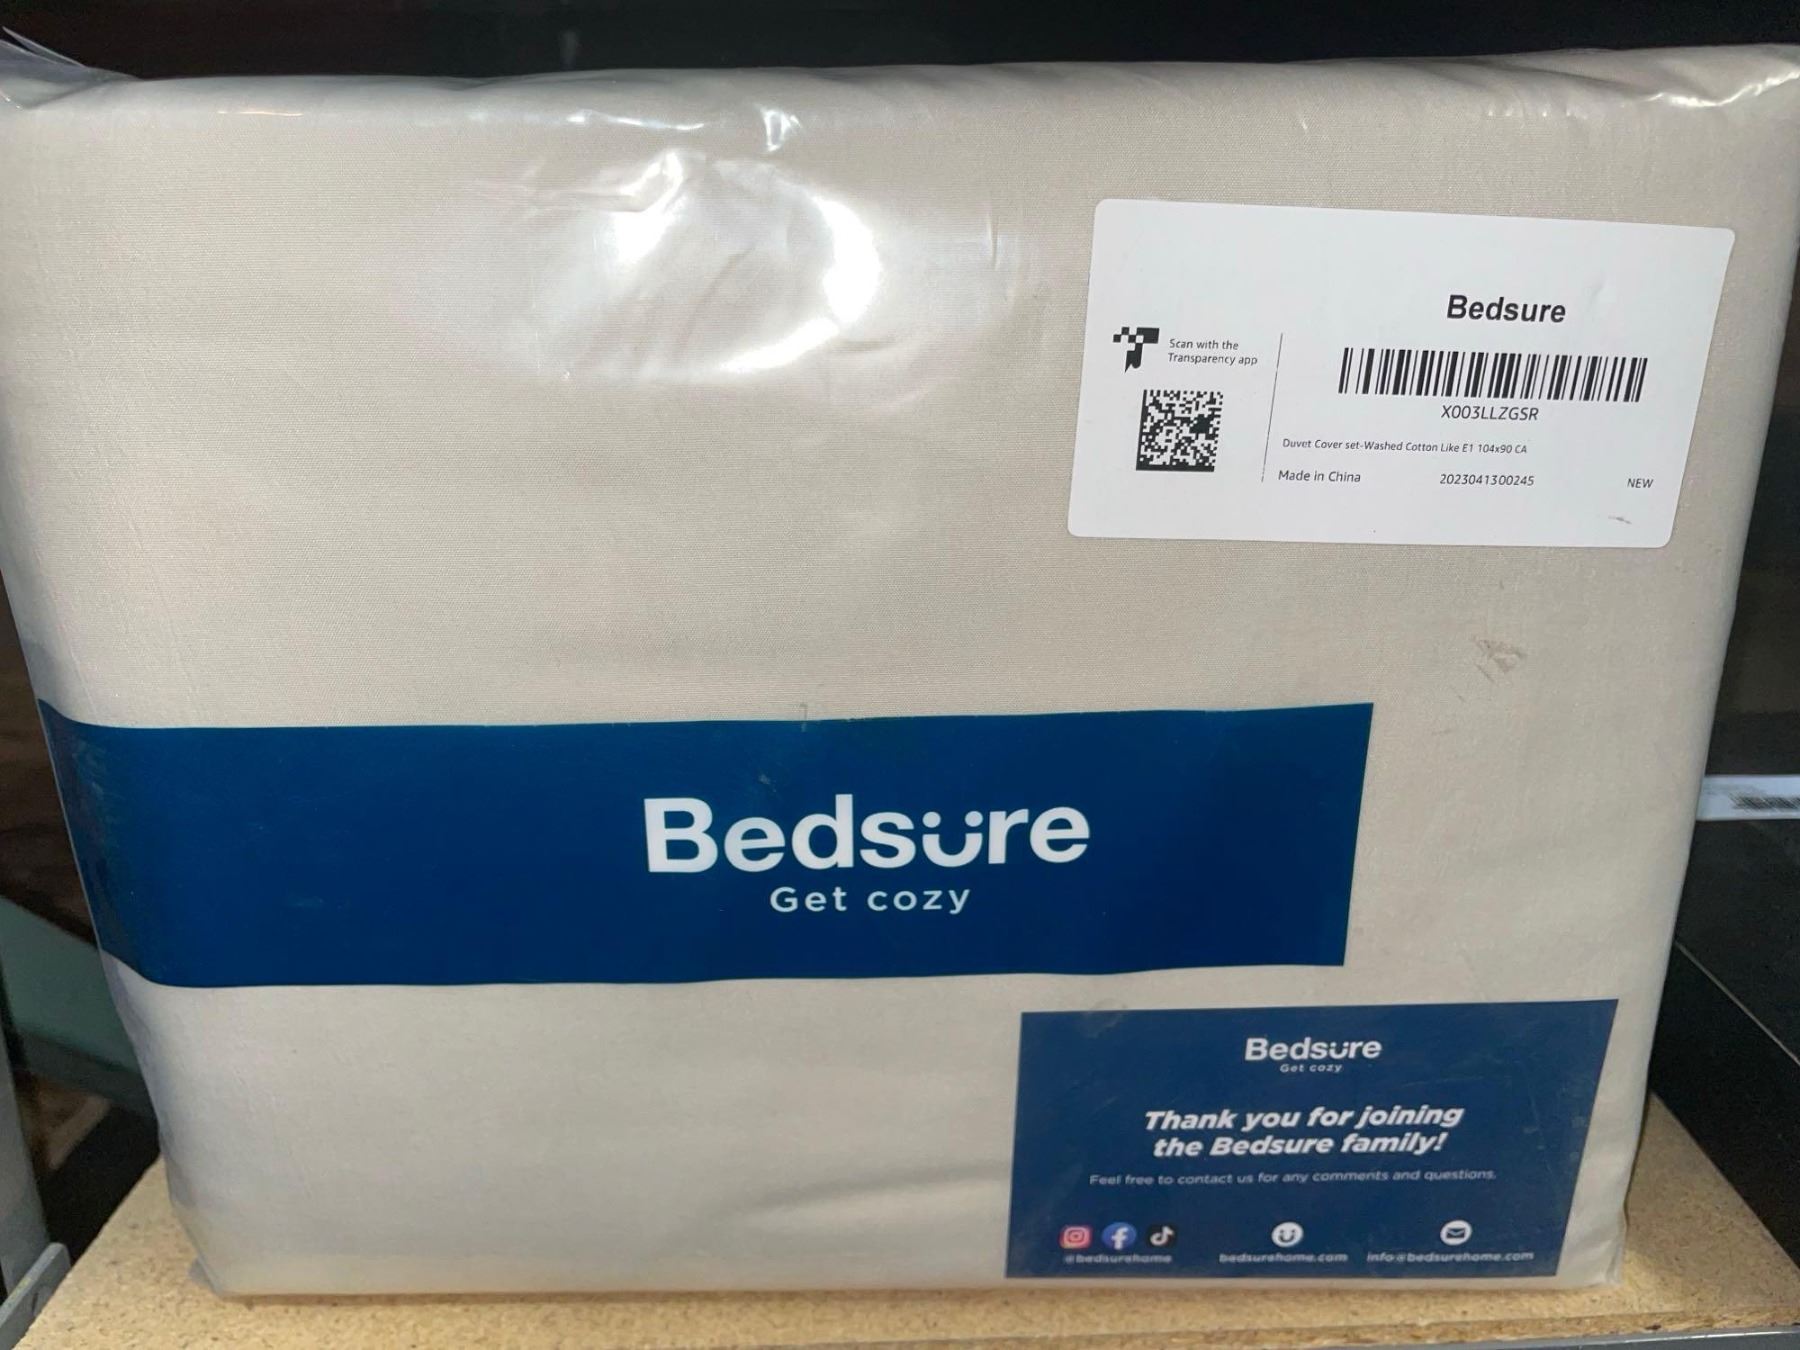 Bedsure
Scan with the
Transparency app
X003LLZGSR
Duvet Cover set-Washed Cotton Like E1 104x90 CA
Made in China 2023041300245 NEW
Bedsure
Get cozy
Bedsure
Get cozy
Thank you for joining
the Bedsure family!
Feel free to contact us for any comments and questions.
@bedsurehome bedsurehome.com info@bedsurehome.com